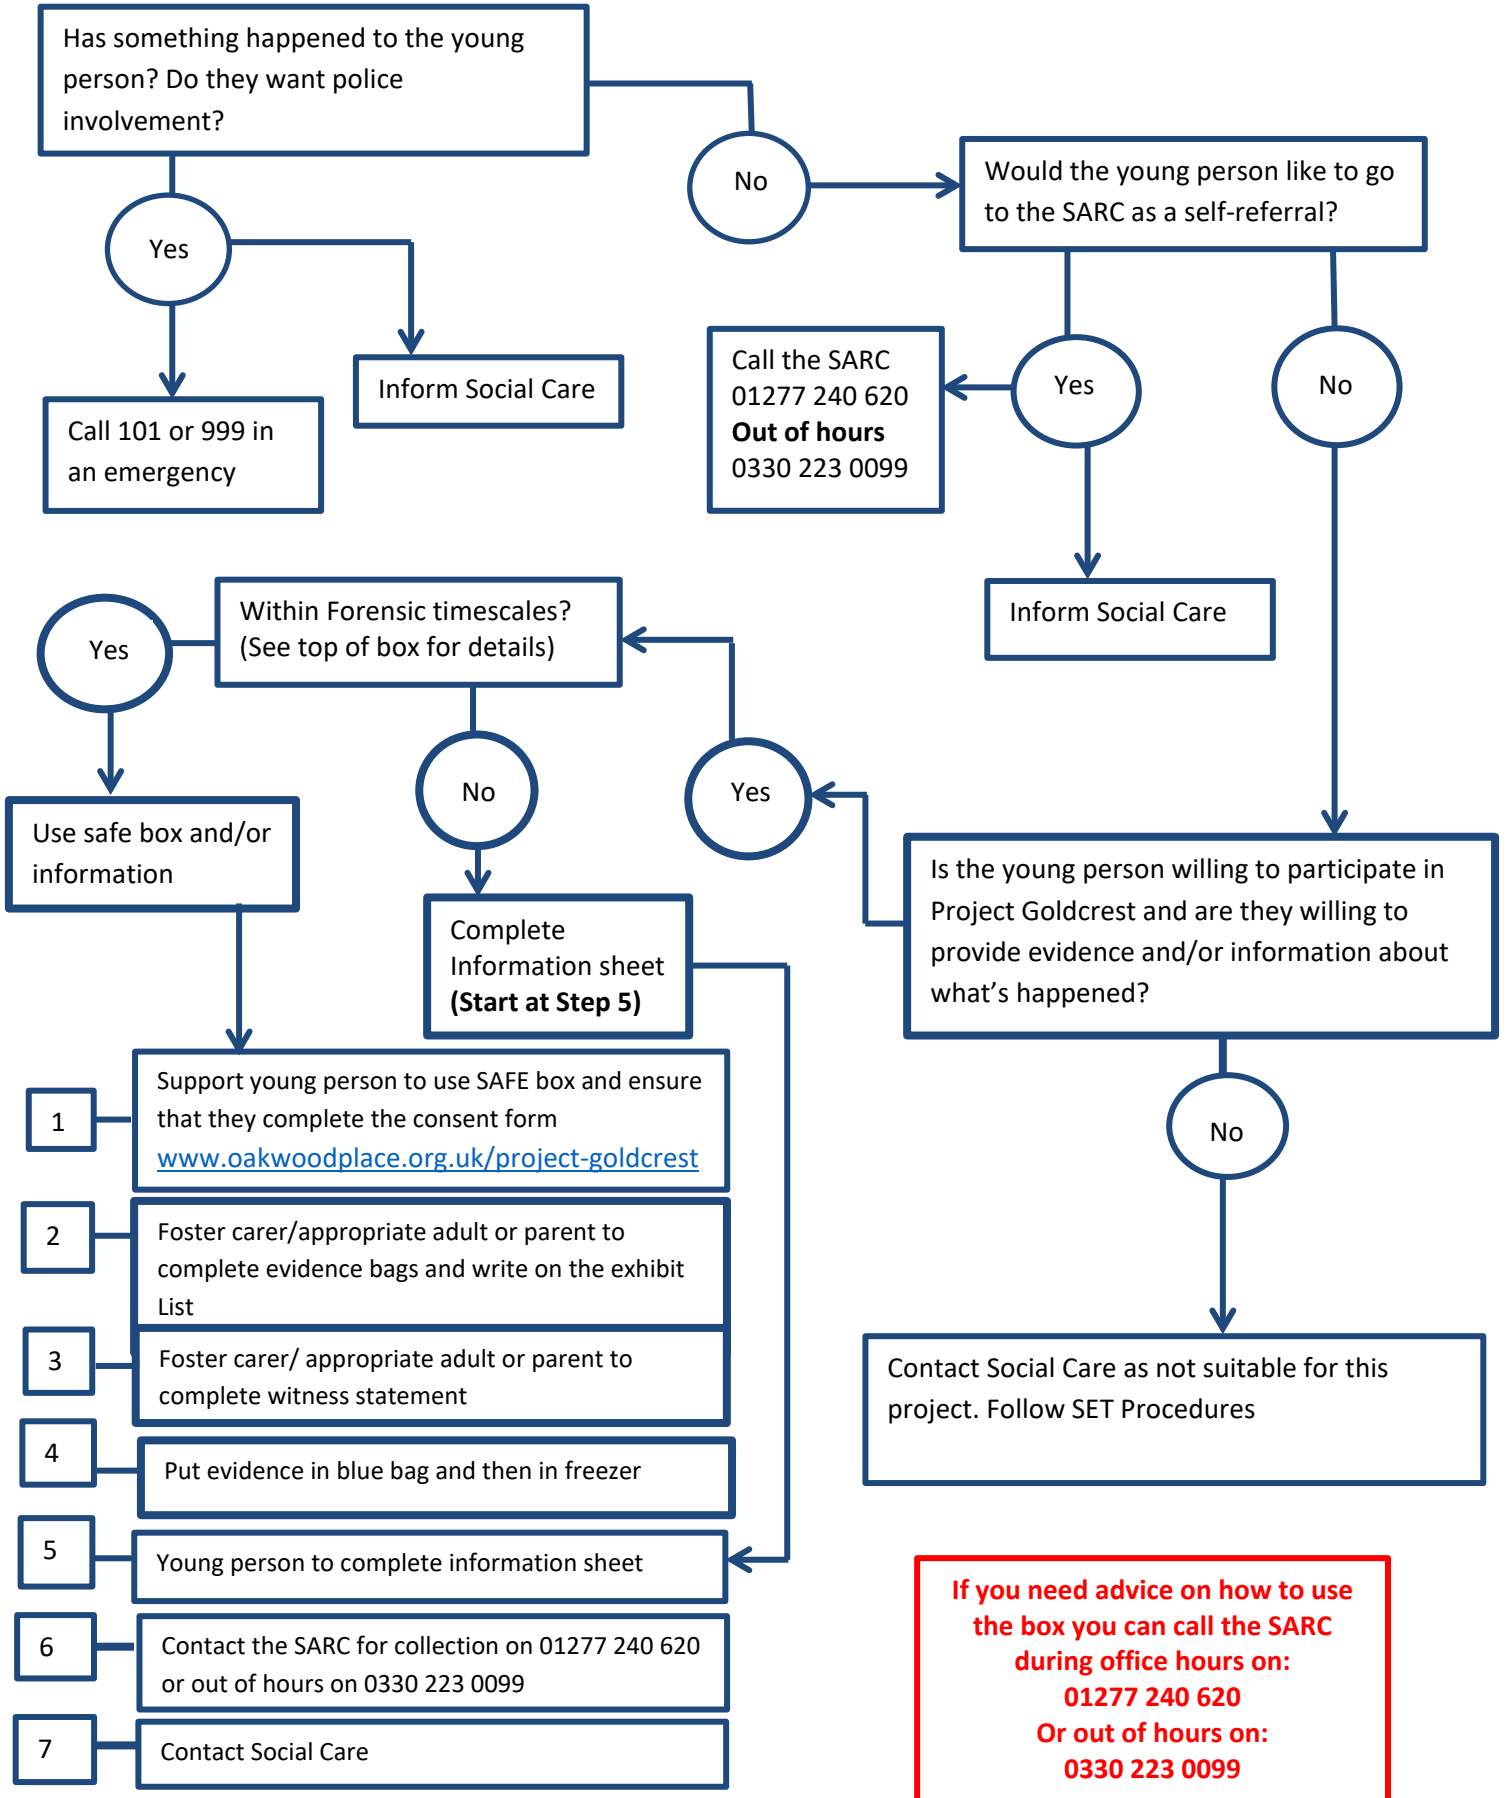 Has something happened to the young
person? Do they want police
involvement?
No
Would the young person like to go
to the SARC as a self-referral?
Yes
Inform Social Care
Call 101 or 999 in
an emergency
Call the SARC
01277 240 620
Out of hours
0330 223 0099
Yes
No
Inform Social Care
Within Forensic timescales?
(See top of box for details)
Yes
No
Yes
Use safe box and/or
information
Is the young person willing to participate in
Project Goldcrest and are they willing to
provide evidence and/or information about
what’s happened?
Complete
Information sheet
(Start at Step 5)
No
1
Support young person to use SAFE box and ensure
that they complete the consent form
www.oakwoodplace.org.uk/project-goldcrest
2
Foster carer/appropriate adult or parent to
complete evidence bags and write on the exhibit
List
3
Foster carer/ appropriate adult or parent to
complete witness statement
4
Put evidence in blue bag and then in freezer
5
Young person to complete information sheet
6
Contact the SARC for collection on 01277 240 620
or out of hours on 0330 223 0099
7
Contact Social Care
Contact Social Care as not suitable for this
project. Follow SET Procedures
If you need advice on how to use
the box you can call the SARC
during office hours on:
01277 240 620
Or out of hours on:
0330 223 0099